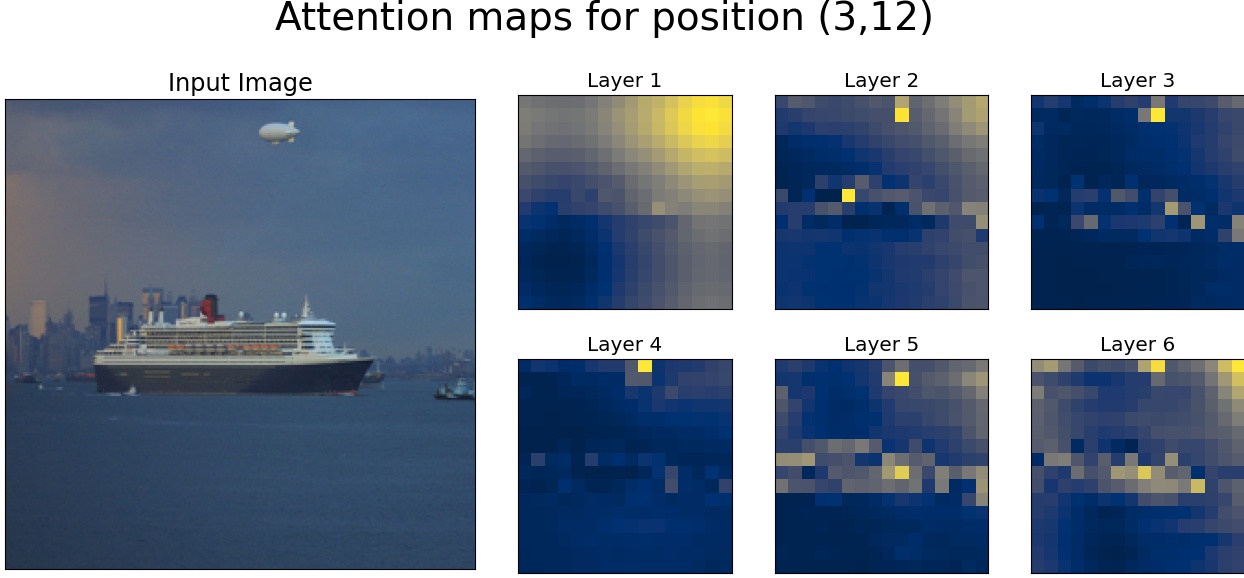 Attention maps for position (3,12)
Input Image
Layer 1
Layer 2
Layer 3
Layer 4
Layer 5
Layer 6